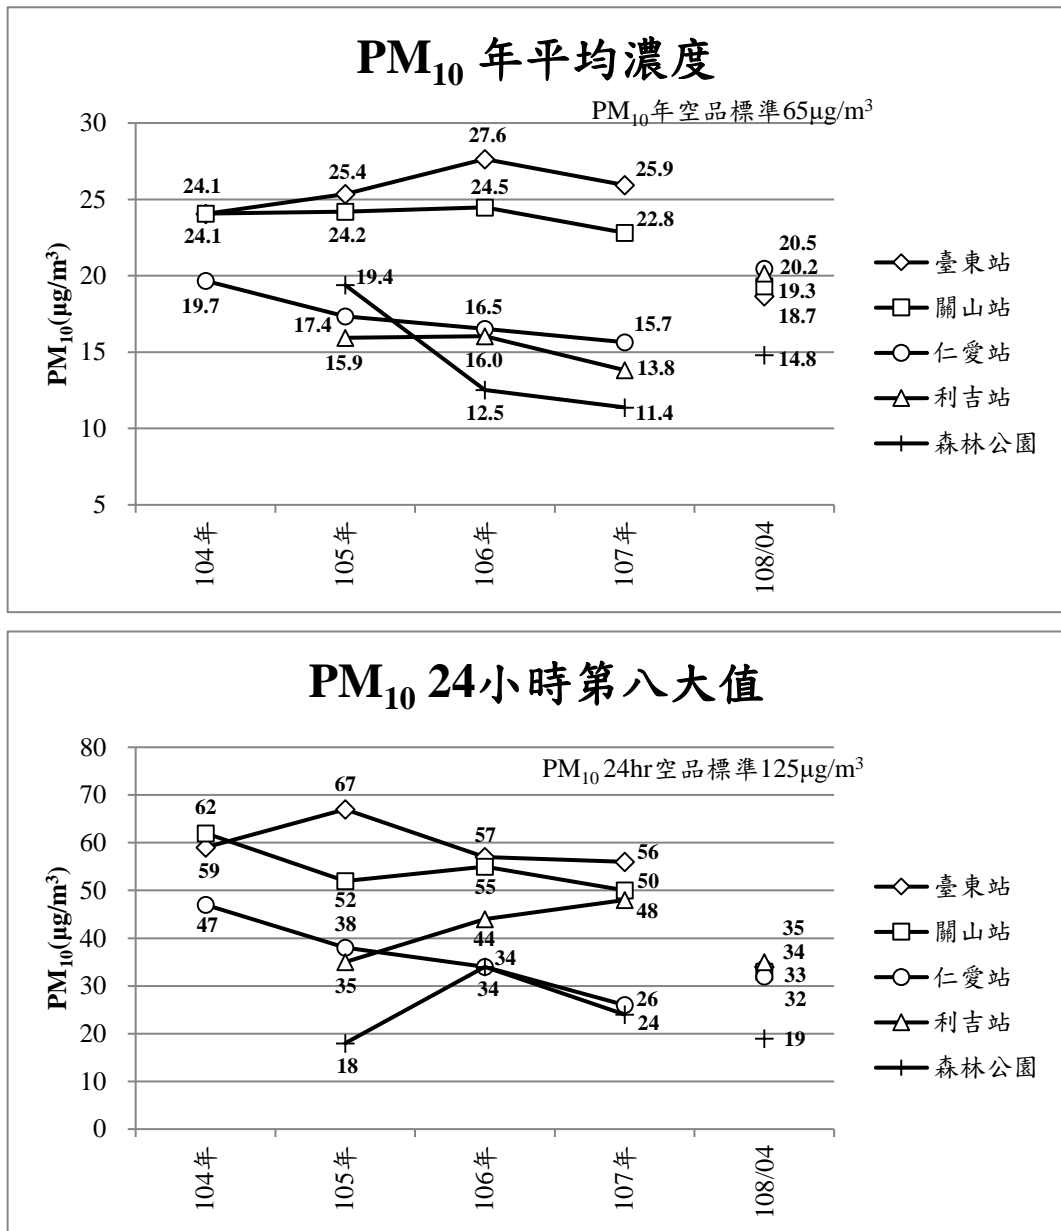 PM10 年平均濃度
PM10年空品標準65μg/m³
30
25
20
15
10
5
PM10(μg/m³)
24.1
25.4
27.6
25.9
24.1
24.2
24.5
22.8
19.7
17.4
16.5
15.7
15.9
16.0
13.8
19.4
12.5
11.4
20.5
20.2
19.3
18.7
14.8
104年
105年
106年
107年
108/04
臺東站
關山站
仁愛站
利吉站
森林公園
PM10 24小時第八大值
PM10 24hr空品標準125μg/m³
80
70
60
50
40
30
20
10
0
PM10(μg/m³)
62
67
57
56
59
52
55
50
47
38
34
26
35
44
48
18
34
24
35
34
33
32
19
104年
105年
106年
107年
108/04
臺東站
關山站
仁愛站
利吉站
森林公園